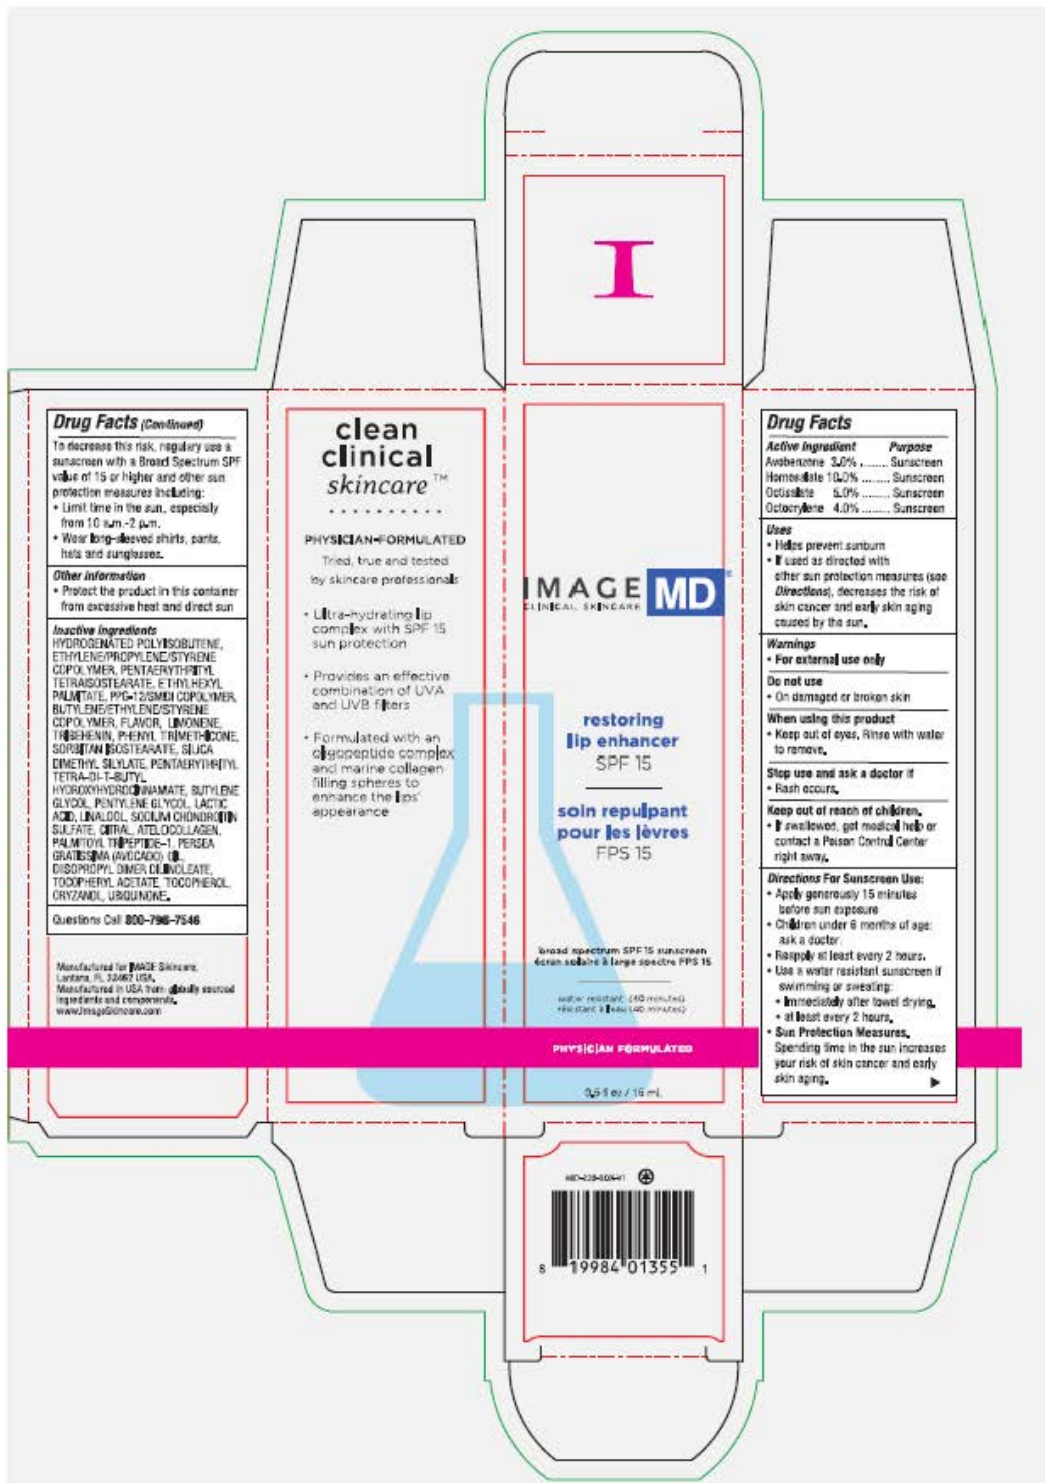 I
Drug Facts (Continued)
To decrease this risk, regulary use a
sunscreen with a Broad Spectrum SPF
value of 15 or higher and other sun
protection measures including:
• Limit time in the sun, especially
from 10 a.m.-2 p.m.
• Wear long-sleeved shirts, pants,
hats and sunglasses.
Other information
• Protect the product in this container
from excessive heat and direct sun
Inactive ingredients
HYDROGENATED POLYISOBUTENE,
ETHYLENE/PROPYLENE/STYRENE
COPOLYMER, PENTAERYTHRITYL
TETRAISOSTEARATE, ETHYLHEXYL
PALMITATE, PPG-12/SMDI COPOLYMER,
BUTYLENE/ETHYLENE/STYRENE
COPOLYMER, FLAVOR, LIMONENE,
TRIBEHENIN, PHENYL TRIMETHICONE,
SORBITAN ISOSTEARATE, SILICA
DIMETHYL SILYLATE, PENTAERYTHRITYL
TETRA-DI-T-BUTYL
HYDROXYHYDROCINNAMATE, BUTYLENE
GLYCOL, PENTYLENE GLYCOL, LACTIC
ACID, LINALOOL, SODIUM CHONDROITIN
SULFATE, CITRAL, ATELOCOLLAGEN,
PALMITOYL TRIPEPTIDE-1, PERSEA
GRATISSIMA (AVOCADO) OIL,
DIISOPROPYL DIMER DILINOLEATE,
TOCOPHERYL ACETATE, TOCOPHEROL,
ORYZANOL, UBIQUINONE.
Questions Call 800-796-7546
Manufactured for IMAGE Skincare,
Lantana, FL 33462 USA.
Manufactured in USA from globally sourced
ingredients and components.
www.ImageSkincare.com
clean
clinical
skincare™
PHYSICIAN-FORMULATED
Tried, true and tested
by skincare professionals
• Ultra-hydrating lip
complex with SPF 15
sun protection
• Provides an effective
combination of UVA
and UVB filters
• Formulated with an
oligopeptide complex
and marine collagen
filling spheres to
enhance the lips'
appearance
IMAGE MD®
CLINICAL SKINCARE
restoring
lip enhancer
SPF 15
soin repulpant
pour les lèvres
FPS 15
broad spectrum SPF 15 sunscreen
écran solaire à large spectre FPS 15
water resistant (40 minutes)
résistant à l'eau (40 minutes)
PHYSICIAN FORMULATED
0.5 fl oz / 15 mL
8 19984 01355 1
Drug Facts
Active ingredient Purpose
Avobenzone 3.0% ........ Sunscreen
Homosalate 10.0% ........ Sunscreen
Octisalate 5.0% ........ Sunscreen
Octocrylene 4.0% ........ Sunscreen
Uses
• Helps prevent sunburn
• If used as directed with
other sun protection measures (see
Directions), decreases the risk of
skin cancer and early skin aging
caused by the sun.
Warnings
• For external use only
Do not use
• On damaged or broken skin
When using this product
• Keep out of eyes, Rinse with water
to remove.
Stop use and ask a doctor if
• Rash occurs.
Keep out of reach of children.
• If swallowed, get medical help or
contact a Poison Control Center
right away.
Directions For Sunscreen Use:
• Apply generously 15 minutes
before sun exposure
• Children under 6 months of age:
ask a doctor.
• Reapply at least every 2 hours.
• Use a water resistant sunscreen if
swimming or sweating:
• Immediately after towel drying.
• at least every 2 hours.
• Sun Protection Measures.
Spending time in the sun increases
your risk of skin cancer and early
skin aging.